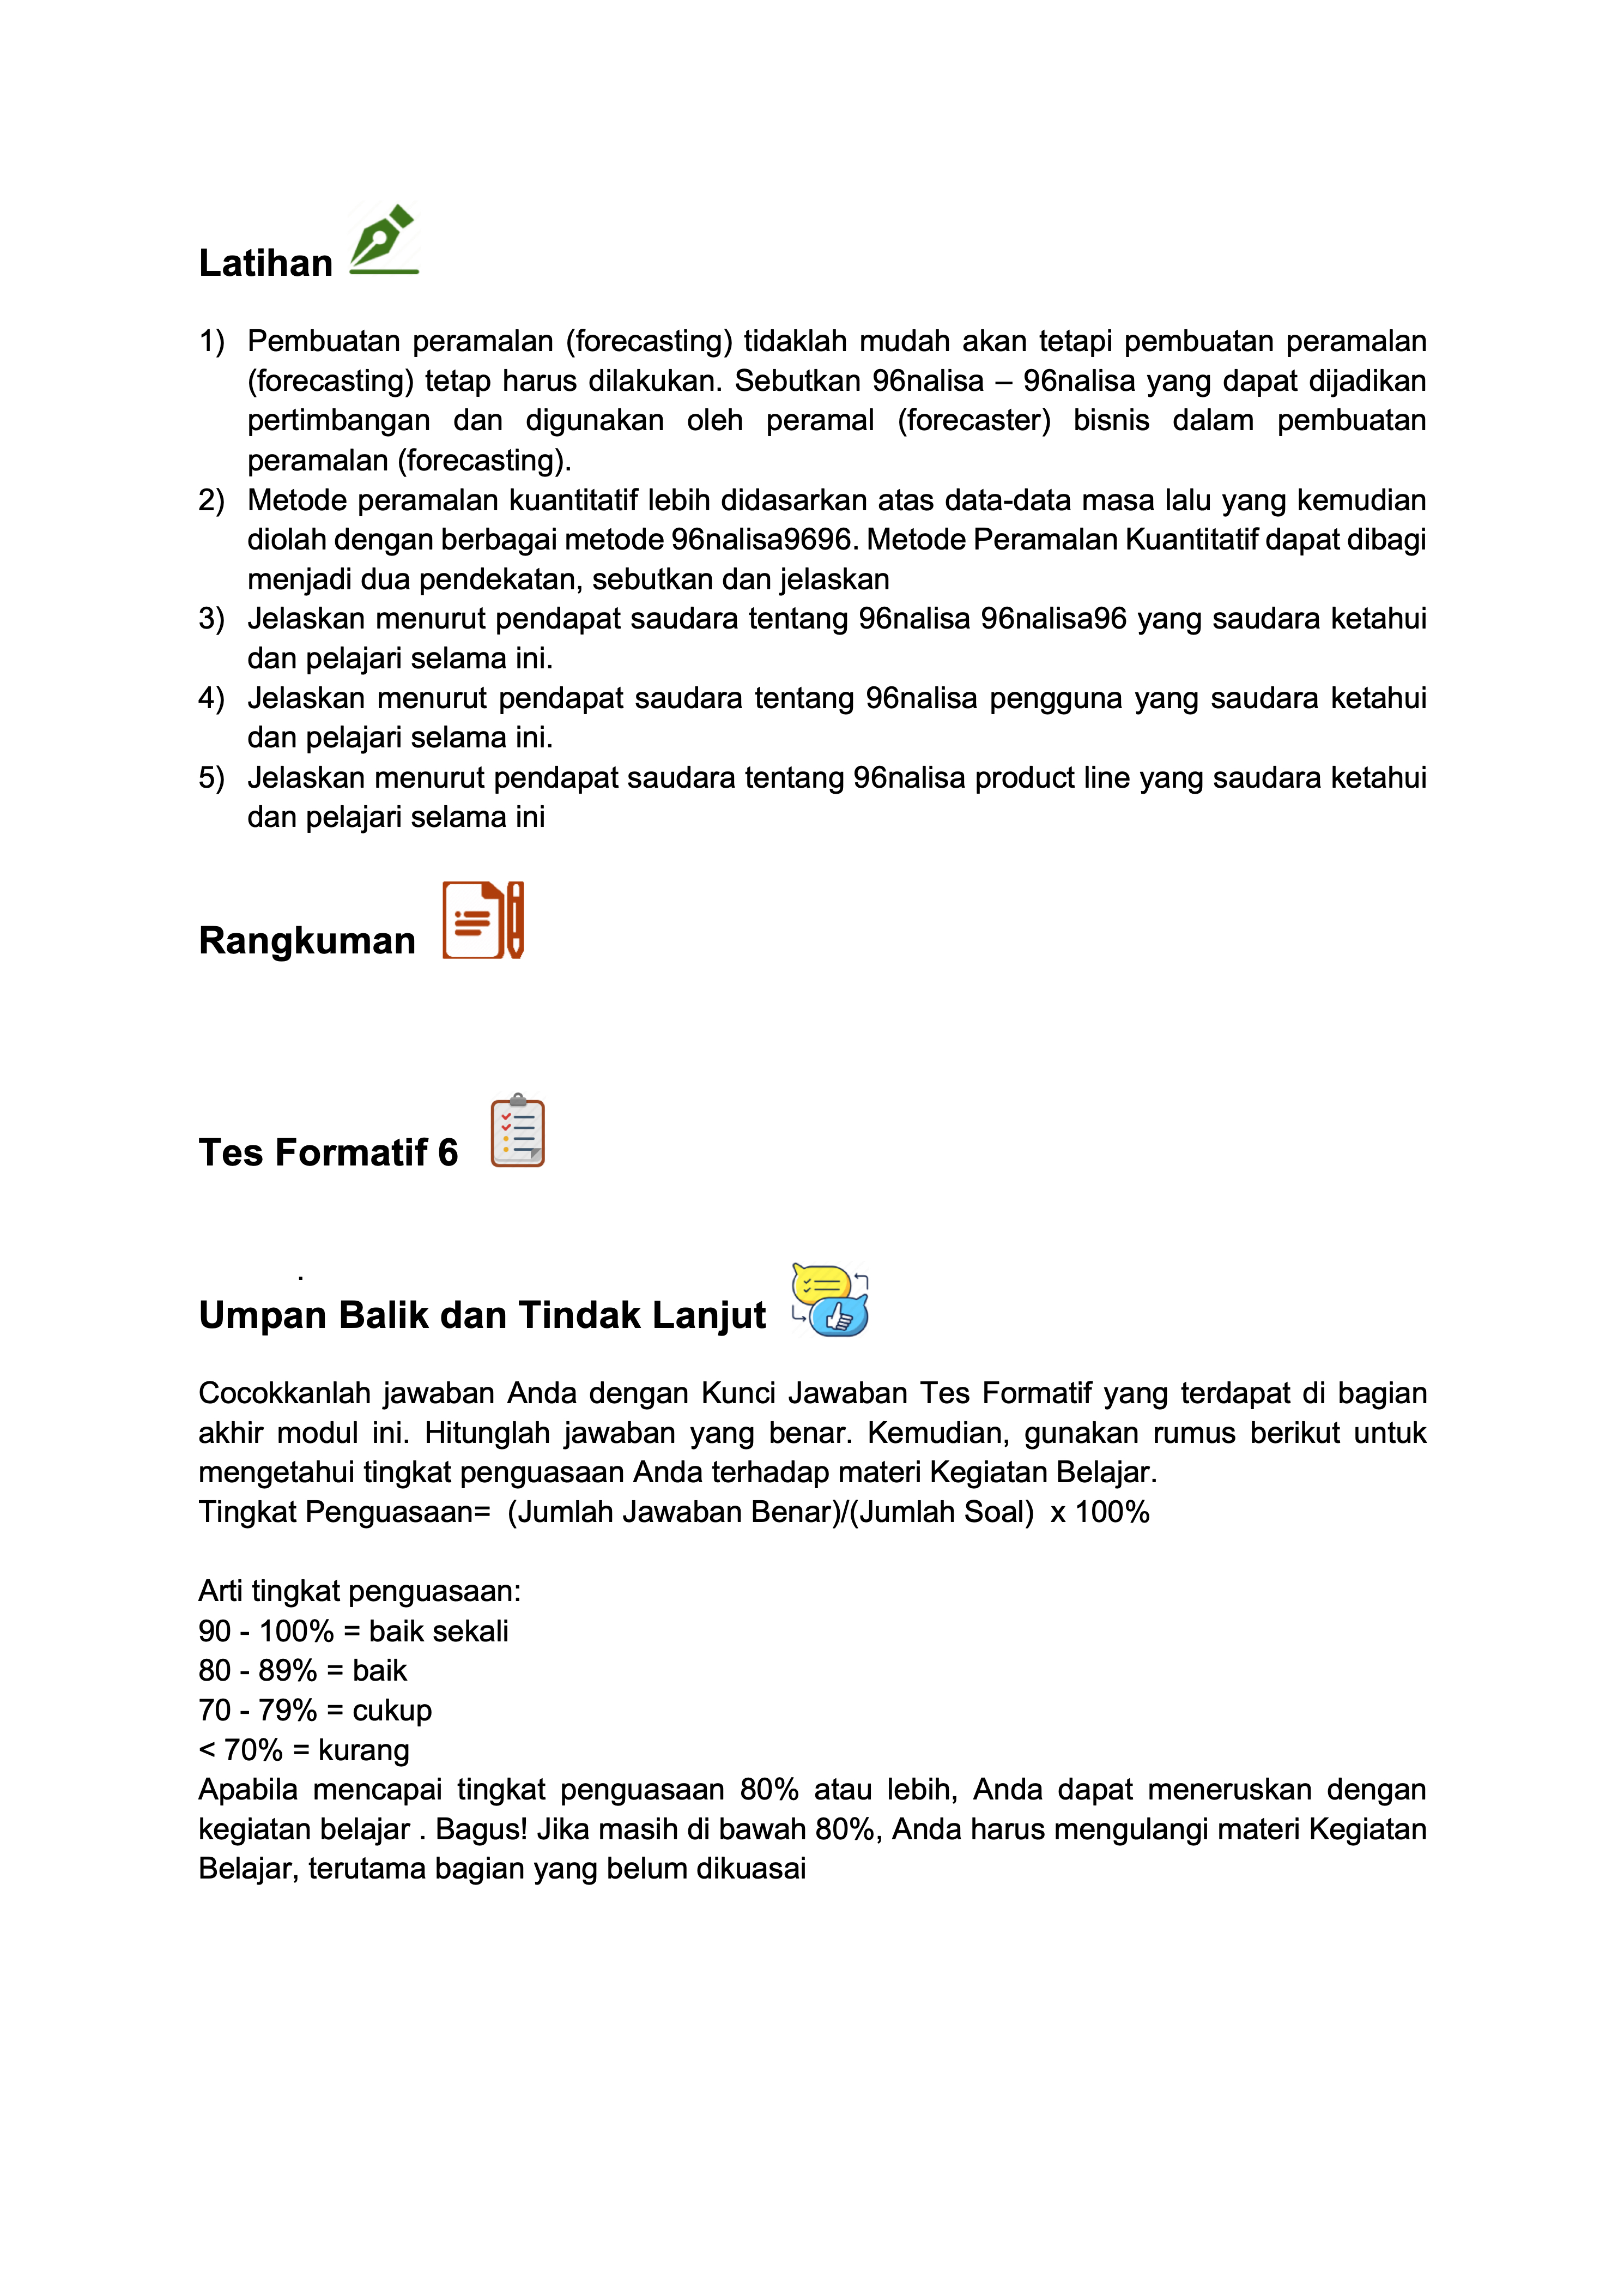 Latihan
1) Pembuatan peramalan (forecasting) tidaklah mudah akan tetapi pembuatan peramalan
(forecasting) tetap harus dilakukan. Sebutkan 96nalisa – 96nalisa yang dapat dijadikan
pertimbangan dan digunakan oleh peramal (forecaster) bisnis dalam pembuatan
peramalan (forecasting).
2) Metode peramalan kuantitatif lebih didasarkan atas data-data masa lalu yang kemudian
diolah dengan berbagai metode 96nalisa9696. Metode Peramalan Kuantitatif dapat dibagi
menjadi dua pendekatan, sebutkan dan jelaskan
3) Jelaskan menurut pendapat saudara tentang 96nalisa 96nalisa96 yang saudara ketahui
dan pelajari selama ini.
4) Jelaskan menurut pendapat saudara tentang 96nalisa pengguna yang saudara ketahui
dan pelajari selama ini.
5) Jelaskan menurut pendapat saudara tentang 96nalisa product line yang saudara ketahui
dan pelajari selama ini
Rangkuman
Tes Formatif 6
.
Umpan Balik dan Tindak Lanjut
Cocokkanlah jawaban Anda dengan Kunci Jawaban Tes Formatif yang terdapat di bagian
akhir modul ini. Hitunglah jawaban yang benar. Kemudian, gunakan rumus berikut untuk
mengetahui tingkat penguasaan Anda terhadap materi Kegiatan Belajar.
Tingkat Penguasaan= (Jumlah Jawaban Benar)/(Jumlah Soal) x 100%
Arti tingkat penguasaan:
90 - 100% = baik sekali
80 - 89% = baik
70 - 79% = cukup
< 70% = kurang
Apabila mencapai tingkat penguasaan 80% atau lebih, Anda dapat meneruskan dengan
kegiatan belajar . Bagus! Jika masih di bawah 80%, Anda harus mengulangi materi Kegiatan
Belajar, terutama bagian yang belum dikuasai